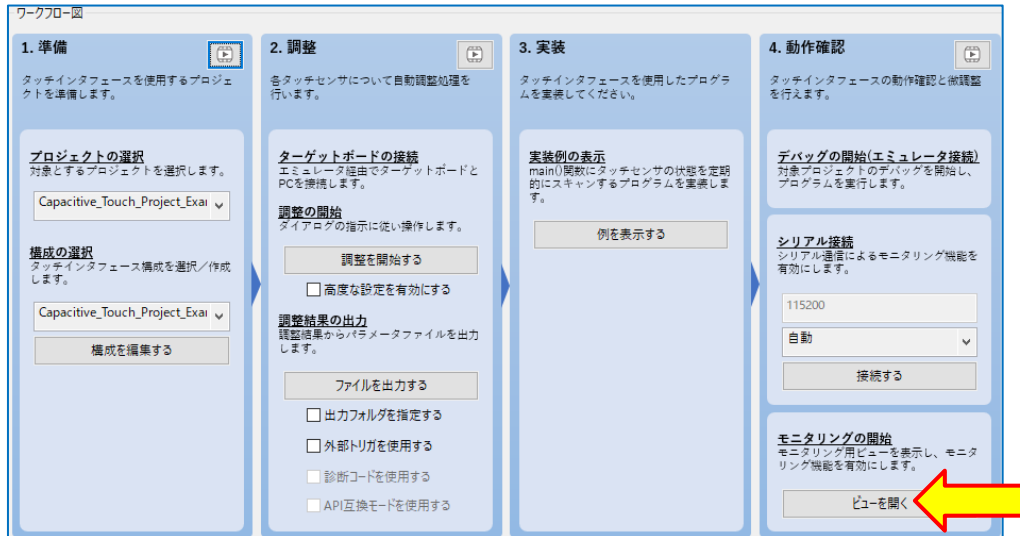 ワークフロー図
1. 準備
タッチインタフェースを使用するプロジェ
クトを準備します。
プロジェクトの選択
対象とするプロジェクトを選択します。
Capacitive_Touch_Project_Exar
構成の選択
タッチインタフェース構成を選択／作成
します。
Capacitive_Touch_Project_Exar
構成を編集する
2. 調整
各タッチセンサについて自動調整処理を
行います。
ターゲットボードの接続
エミュレータ経由でターゲットボードと
PCを接続します。
調整の開始
ダイアログの指示に従い操作します。
調整を開始する
高度な設定を有効にする
調整結果の出力
調整結果からパラメータファイルを出力
します。
ファイルを出力する
出力フォルダを指定する
外部トリガを使用する
診断コードを使用する
API互換モードを使用する
3. 実装
タッチインタフェースを使用したプログラ
ムを実装してください。
実装例の表示
main()関数にタッチセンサの状態を定期
的にスキャンするプログラムを実装しま
す。
例を表示する
4. 動作確認
タッチインタフェースの動作確認と微調整
を行えます。
デバッグの開始(エミュレータ接続)
対象プロジェクトのデバッグを開始し、
プログラムを実行します。
シリアル接続
シリアル通信によるモニタリング機能を
有効にします。
115200
自動
接続する
モニタリングの開始
モニタリング用ビューを表示し、モニタ
リング機能を有効にします。
ビューを開く